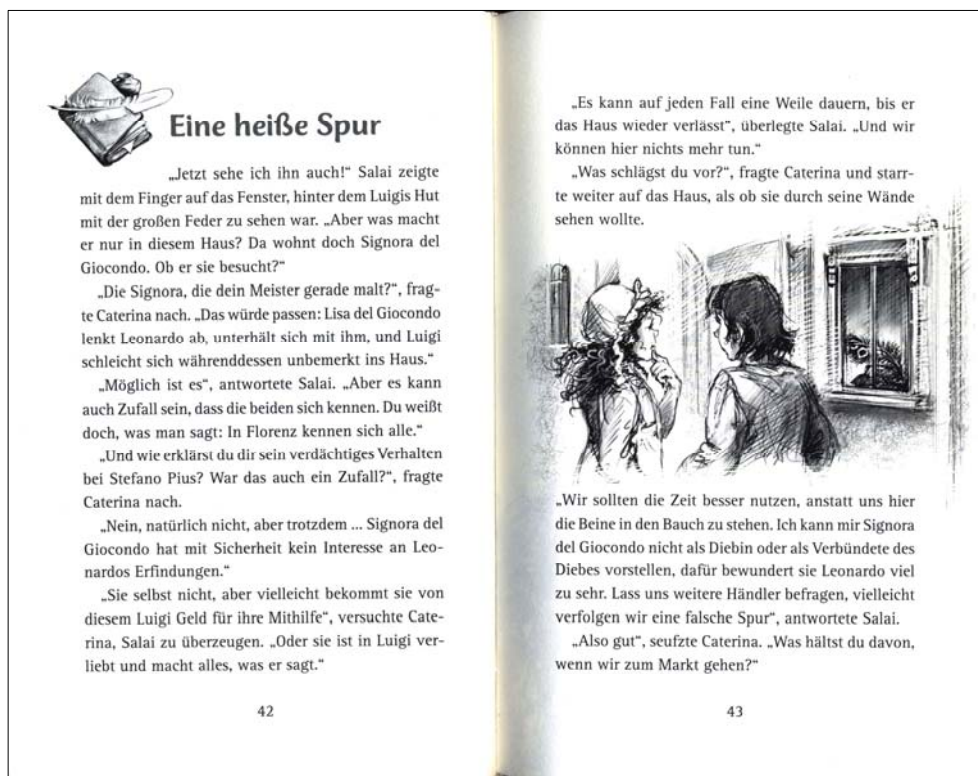 Eine heiße Spur
„Jetzt sehe ich ihn auch!“ Salai zeigte
mit dem Finger auf das Fenster, hinter dem Luigis Hut
mit der großen Feder zu sehen war. „Aber was macht
er nur in diesem Haus? Da wohnt doch Signora del
Giocondo. Ob er sie besucht?“
„Die Signora, die dein Meister gerade malt?“, frag-
te Caterina nach. „Das würde passen: Lisa del Giocondo
lenkt Leonardo ab, unterhält sich mit ihm, und Luigi
schleicht sich währenddessen unbemerkt ins Haus.“
„Möglich ist es“, antwortete Salai. „Aber es kann
auch Zufall sein, dass die beiden sich kennen. Du weißt
doch, was man sagt: In Florenz kennen sich alle.“
„Und wie erklärst du dir sein verdächtiges Verhalten
bei Stefano Pius? War das auch ein Zufall?“, fragte
Caterina nach.
„Nein, natürlich nicht, aber trotzdem ... Signora del
Giocondo hat mit Sicherheit kein Interesse an Leo-
nardos Erfindungen.“
„Sie selbst nicht, aber vielleicht bekommt sie von
diesem Luigi Geld für ihre Mithilfe“, versuchte Cate-
rina, Salai zu überzeugen. „Oder sie ist in Luigi ver-
liebt und macht alles, was er sagt.“
42
„Es kann auf jeden Fall eine Weile dauern, bis er
das Haus wieder verlässt“, überlegte Salai. „Und wir
können hier nichts mehr tun.“
„Was schlägst du vor?“, fragte Caterina und starr-
te weiter auf das Haus, als ob sie durch seine Wände
sehen wollte.
„Wir sollten die Zeit besser nutzen, anstatt uns hier
die Beine in den Bauch zu stehen. Ich kann mir Signora
del Giocondo nicht als Diebin oder als Verbündete des
Diebes vorstellen, dafür bewundert sie Leonardo viel
zu sehr. Lass uns weitere Händler befragen, vielleicht
verfolgen wir eine falsche Spur“, antwortete Salai.
„Also gut“, seufzte Caterina. „Was hältst du davon,
wenn wir zum Markt gehen?“
43